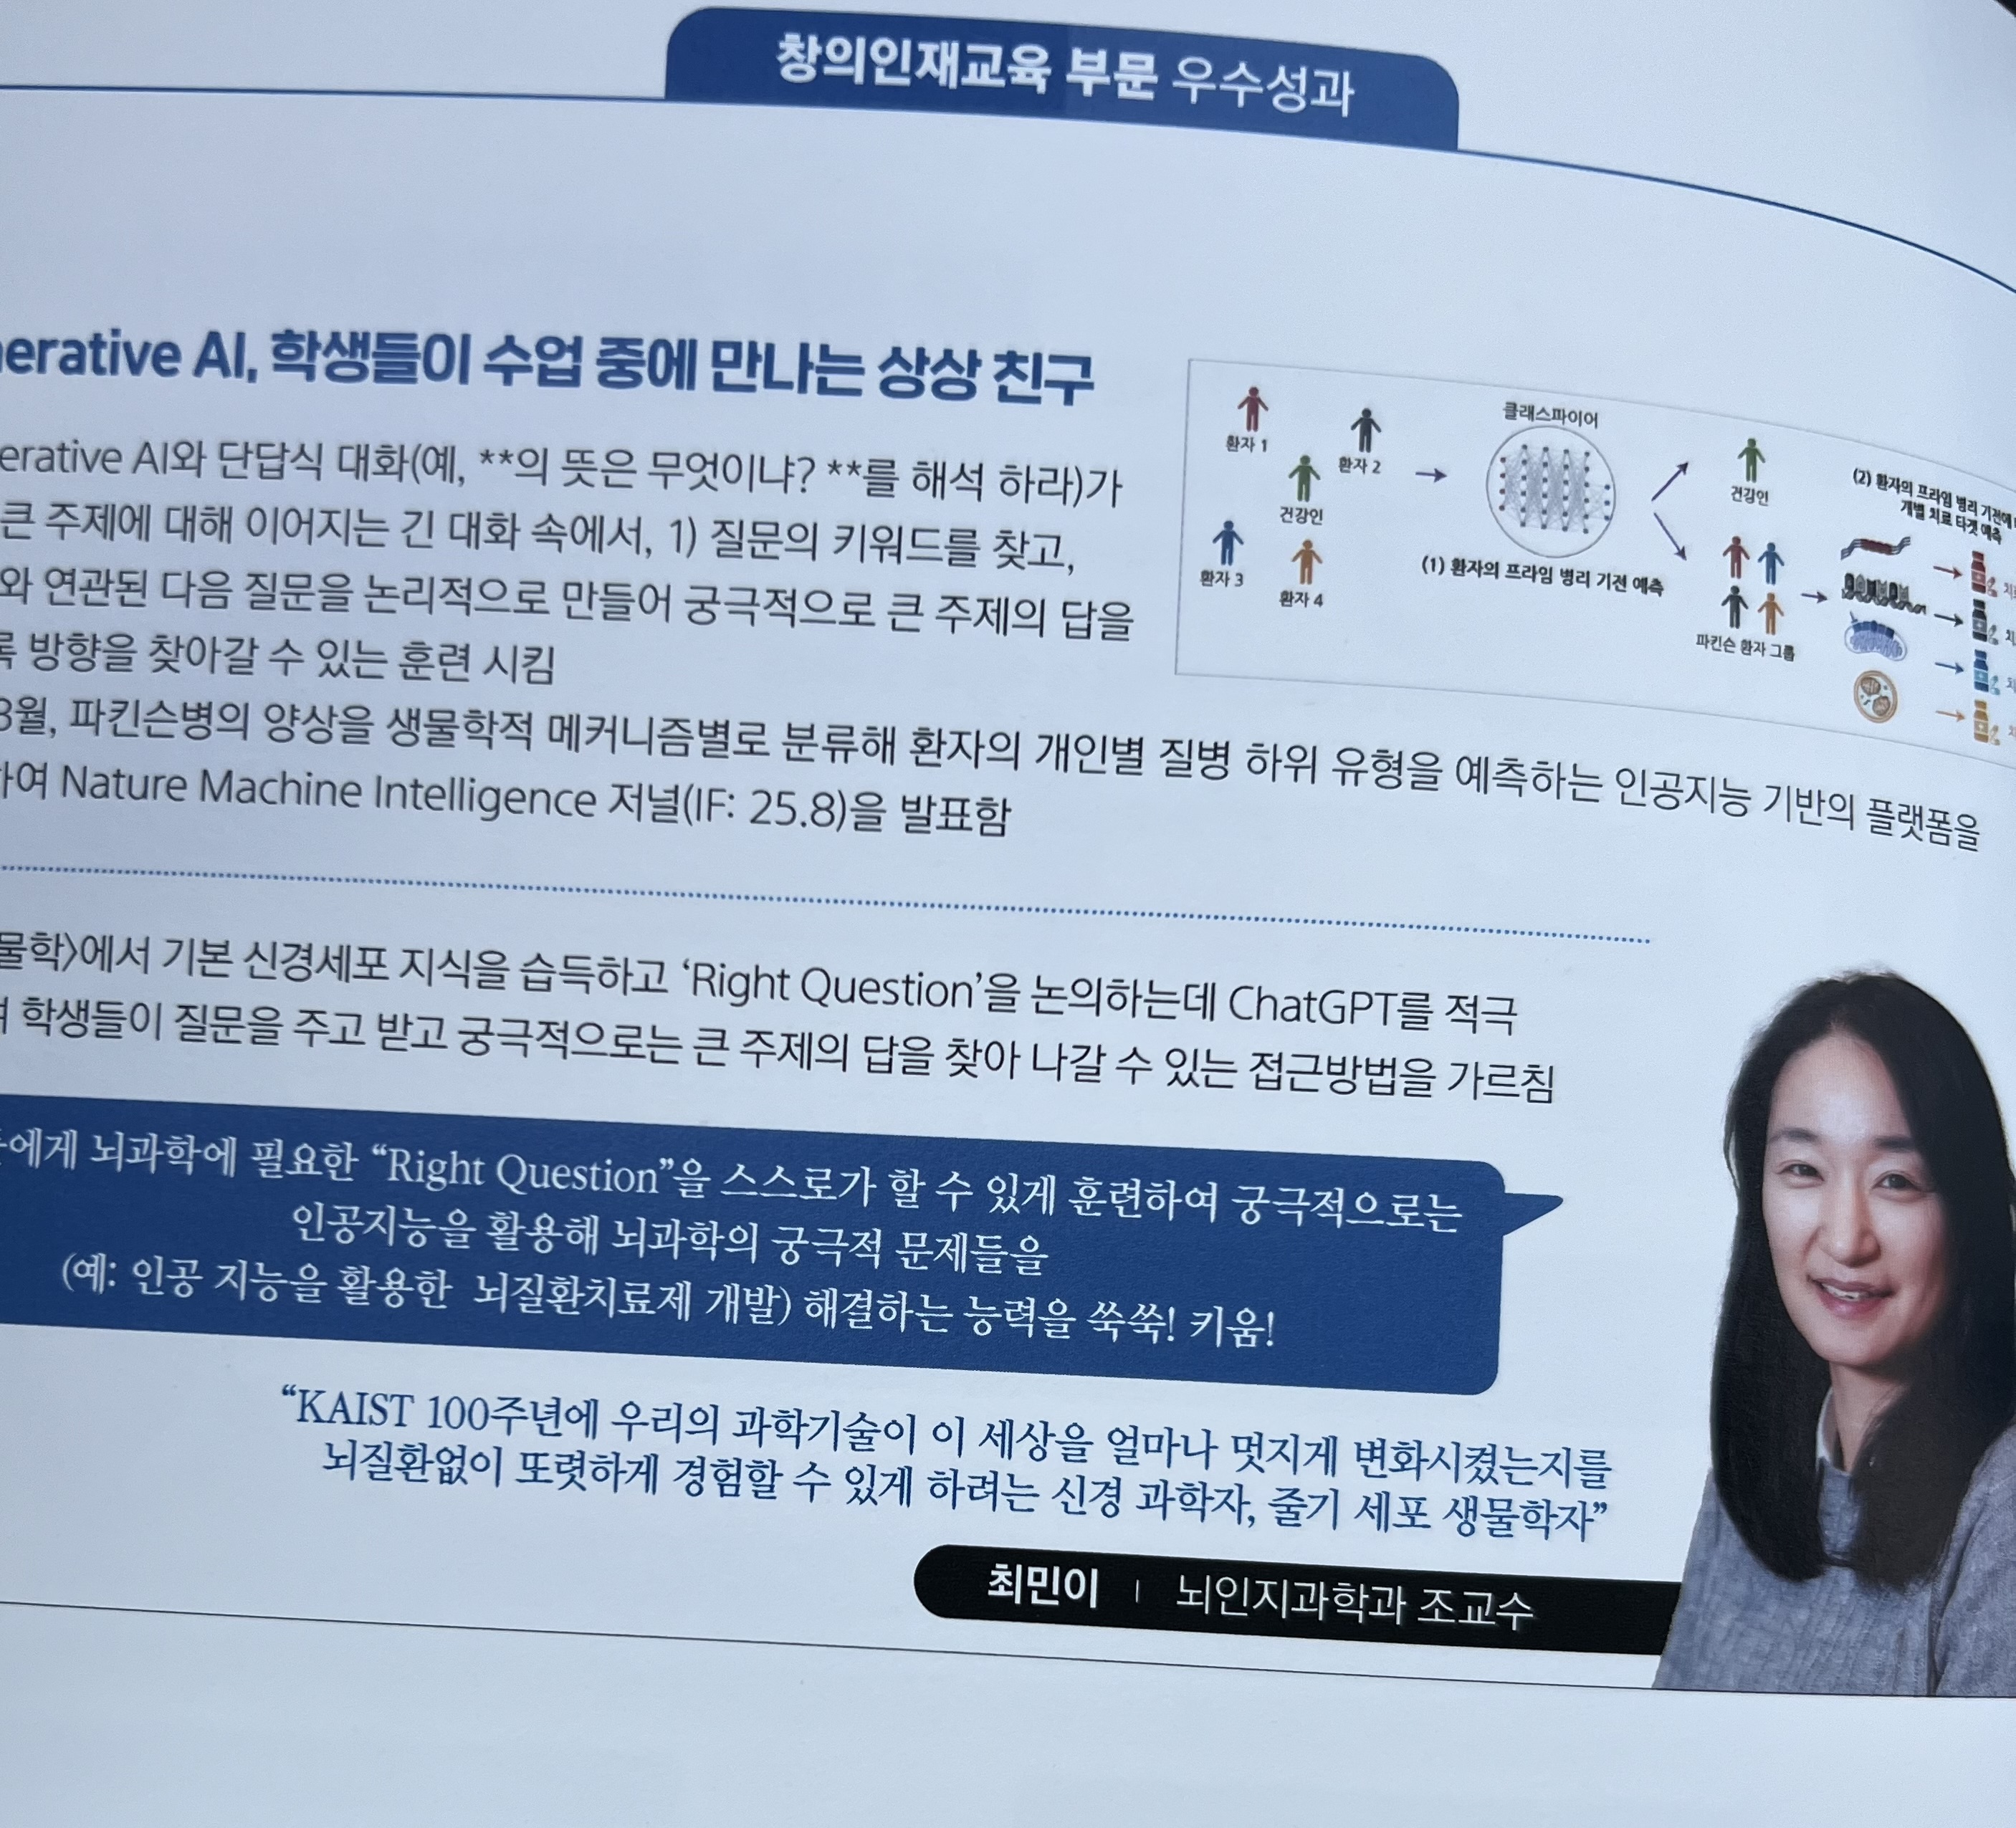 창의인재교육 부문 우수성과
AI, 학생들이 수업 중에 만나는 상상 친구
AI와 단답식 대화(예, **의 뜻은 무엇이냐? **를 해석 하라)가
큰 주제에 대해 이어지는 긴 대화 속에서, 1) 질문의 키워드를 찾고,
와 연관된 다음 질문을 논리적으로 만들어 궁극적으로 큰 주제의 답을
방향을 찾아갈 수 있는 훈련 시킴
8월, 파킨슨병의 양상을 생물학적 메커니즘별로 분류해 환자의 개인별 질병 하위 유형을 예측하는 인공지능 기반의 플랫폼을
Nature Machine Intelligence 저널(IF: 25.8)을 발표함
환자 1
환자 2
건강인
환자 3
환자 4
클래스파이어
(1) 환자의 프라임 병리 기전 예측
건강인
파킨슨 환자 그룹
(2) 환자의 프라임 병리 기전에
개별 치료 타겟 예측
에서 기본 신경세포 지식을 습득하고 ‘Right Question’을 논의하는데 ChatGPT를 적극
학생들이 질문을 주고 받고 궁극적으로는 큰 주제의 답을 찾아 나갈 수 있는 접근방법을 가르침
에게 뇌과학에 필요한 “Right Question”을 스스로가 할 수 있게 훈련하여 궁극적으로는
인공지능을 활용해 뇌과학의 궁극적 문제들을
(예: 인공 지능을 활용한 뇌질환치료제 개발) 해결하는 능력을 쑥쑥! 키움!
“KAIST 100주년에 우리의 과학기술이 이 세상을 얼마나 멋지게 변화시켰는지를
뇌질환없이 또렷하게 경험할 수 있게 하려는 신경 과학자, 줄기 세포 생물학자”
최민이 | 뇌인지과학과 조교수